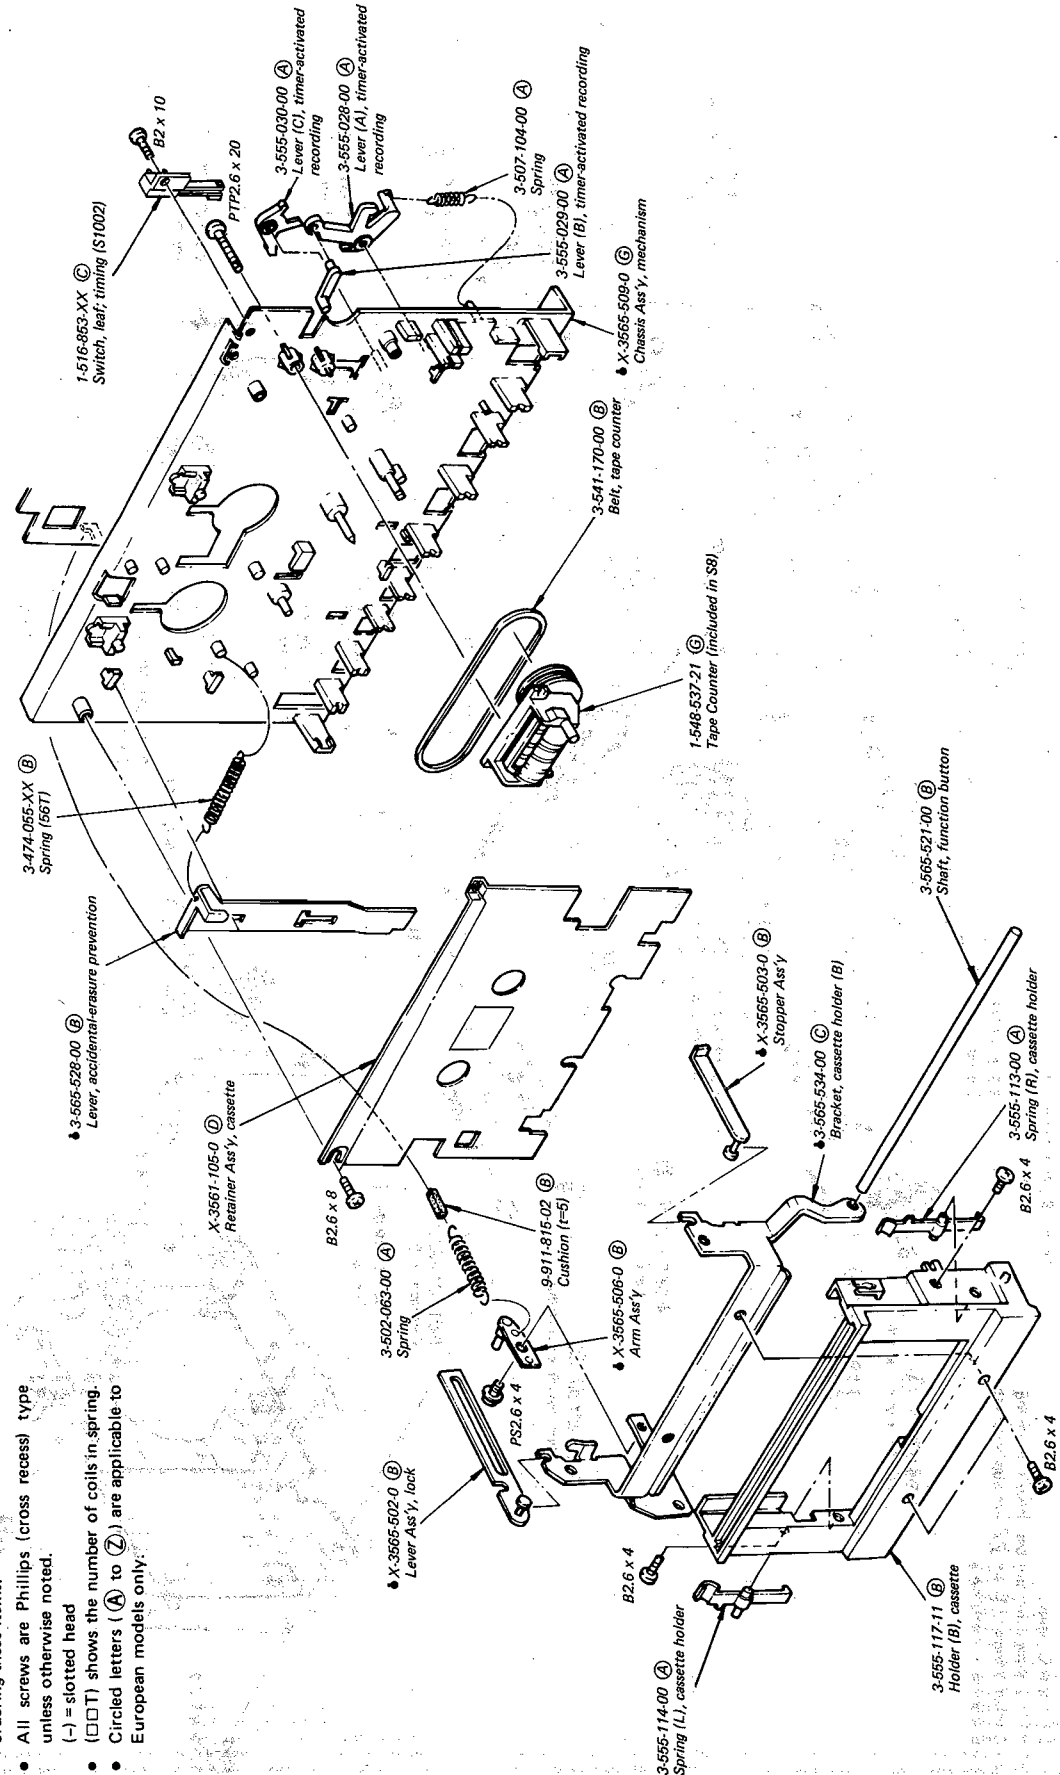 • All screws are Phillips (cross recess) type
unless otherwise noted.
(–) = slotted head
• (□□T) shows the number of coils in spring.
• Circled letters (Ⓐ to Ⓩ) are applicable to
European models only.
1-516-853-XX Ⓒ
Switch, leaf; timing (S1002)
B2 x 10
PTP2.6 x 20
3-555-030-00 Ⓐ
Lever (C), timer-activated
recording
3-555-028-00 Ⓐ
Lever (A), timer-activated
recording
3-507-104-00 Ⓐ
Spring
3-555-029-00 Ⓐ
Lever (B), timer-activated recording
X-3565-509-0 Ⓖ
Chassis Ass'y, mechanism
3-541-170-00 Ⓑ
Belt, tape counter
1-548-537-21 Ⓖ
Tape Counter (included in S8)
3-474-055-XX Ⓑ
Spring (56T)
3-565-528-00 Ⓑ
Lever, accidental-erasure prevention
X-3561-105-0 Ⓓ
Retainer Ass'y, cassette
B2.6 x 8
3-502-063-00 Ⓐ
Spring
9-911-815-02 Ⓑ
Cushion (t=5)
X-3565-506-0 Ⓑ
Arm Ass'y
PS2.6 x 4
X-3565-502-0 Ⓑ
Lever Ass'y, lock
X-3565-503-0 Ⓑ
Stopper Ass'y
3-565-534-00 Ⓒ
Bracket, cassette holder (B)
3-565-521-00 Ⓑ
Shaft, function button
3-555-113-00 Ⓐ
Spring (R), cassette holder
B2.6 x 4
B2.6 x 4
B2.6 x 4
3-555-114-00 Ⓐ
Spring (L), cassette holder
3-555-117-11 Ⓑ
Holder (B), cassette